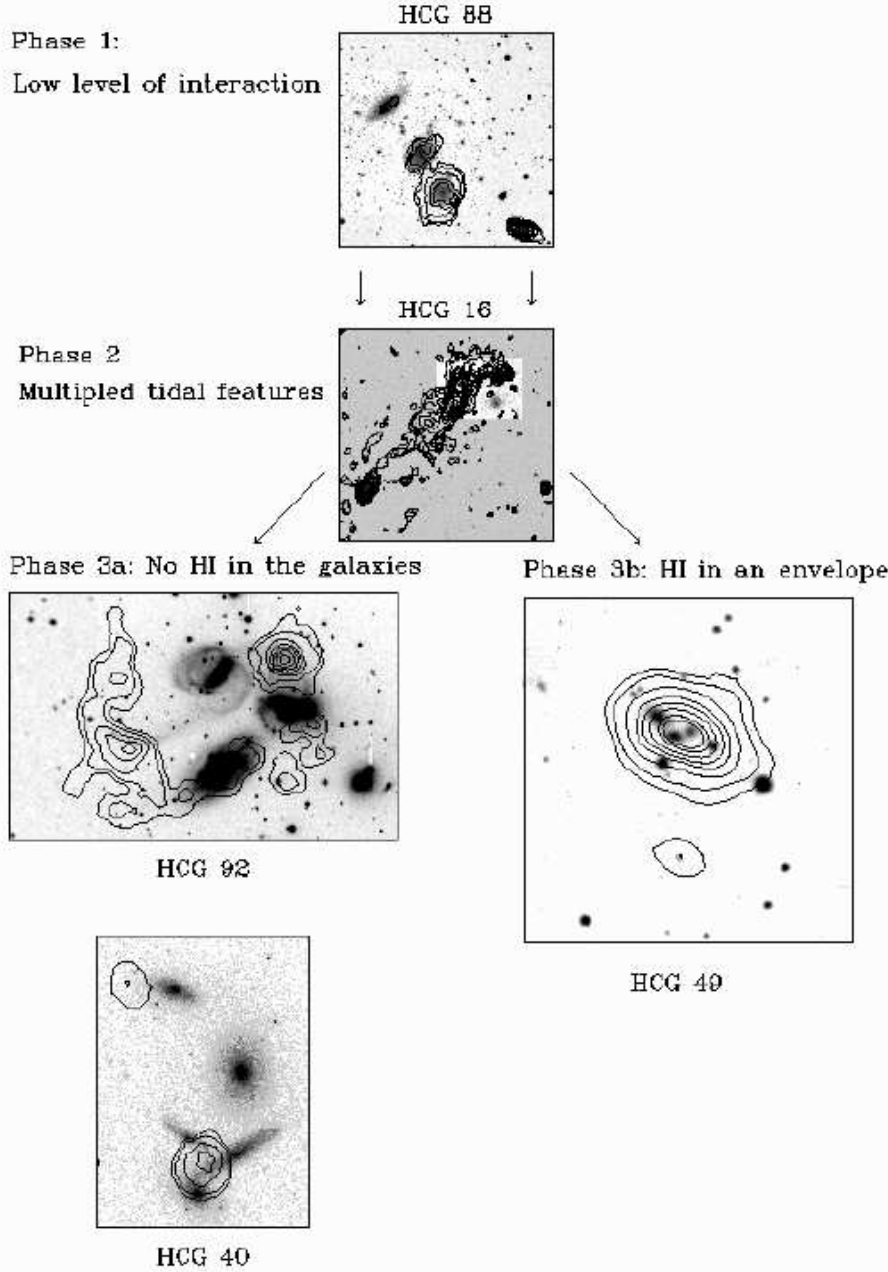 HCG 88
Phase 1:
Low level of interaction
HCG 16
Phase 2
Multipled tidal features
Phase 3a: No HI in the galaxies
Phase 3b: HI in an envelope
HCG 92
HCG 49
HCG 40